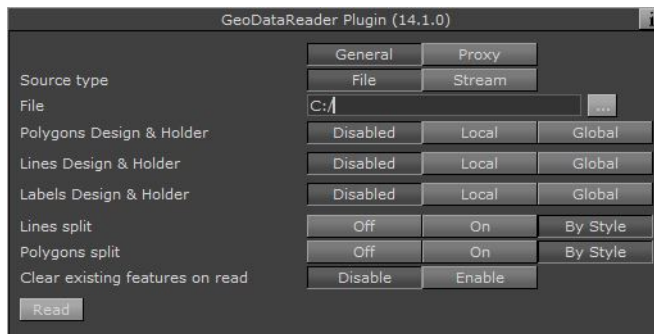 GeoDataReader Plugin (14.1.0) i
General Proxy
Source type File Stream
File C:/ ...
Polygons Design & Holder Disabled Local Global
Lines Design & Holder Disabled Local Global
Labels Design & Holder Disabled Local Global
Lines split Off On By Style
Polygons split Off On By Style
Clear existing features on read Disable Enable
Read